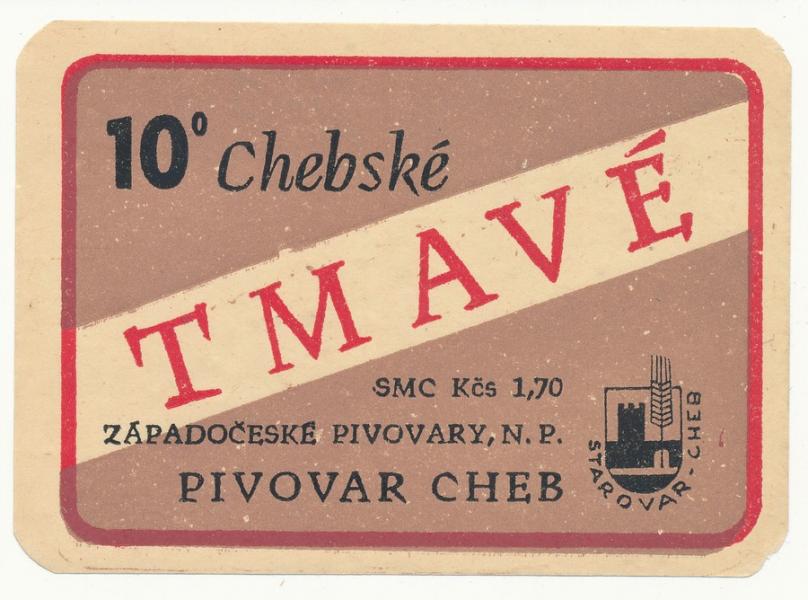 10° Chebské
TMAVÉ
SMC Kčs 1,70
ZÁPADOČESKÉ PIVOVARY, N. P.
PIVOVAR CHEB
STAROVAR - CHEB